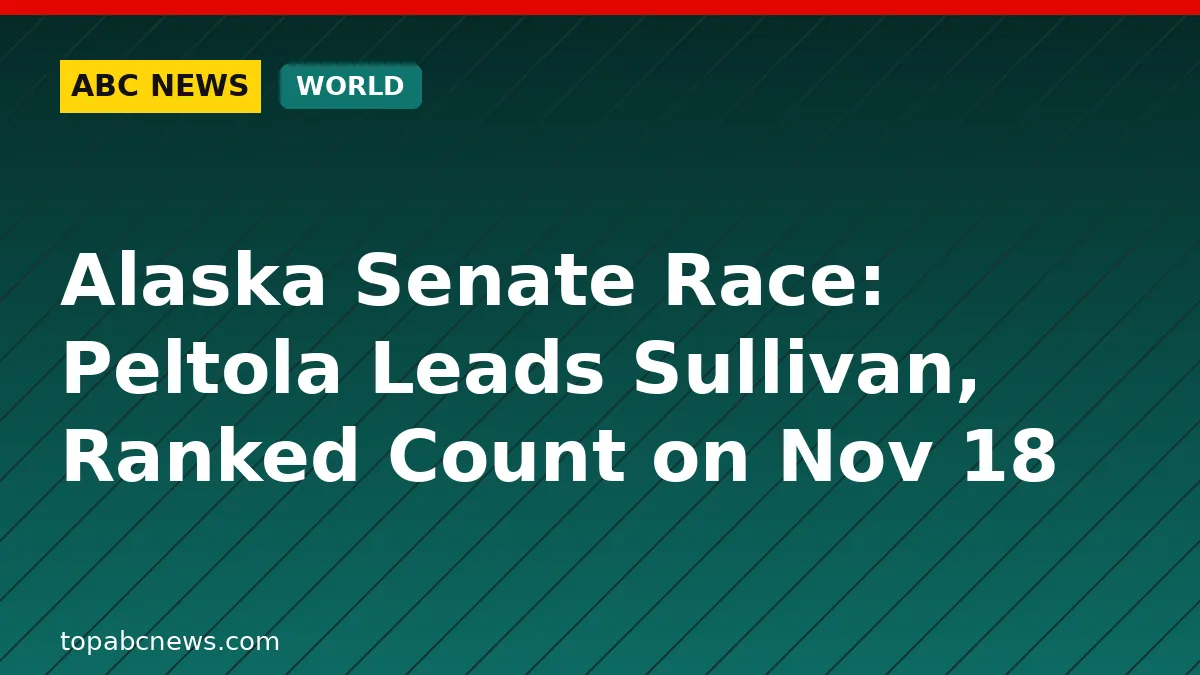 ABC NEWS
WORLD
Alaska Senate Race:
Peltola Leads Sullivan,
Ranked Count on Nov 18
topabcnews.com